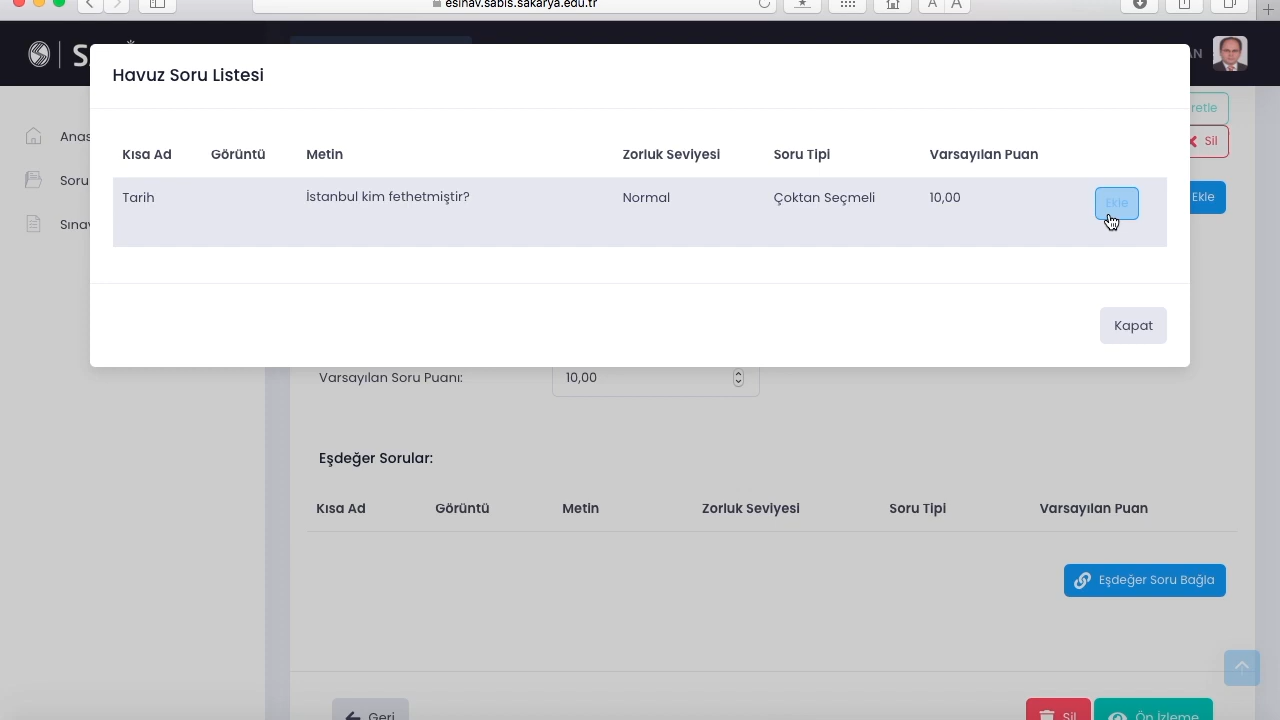 esinav.sabis.sakarya.edu.tr
A A
Havuz Soru Listesi
Kısa Ad Görüntü Metin Zorluk Seviyesi Soru Tipi Varsayılan Puan
Tarih İstanbul kim fethetmiştir? Normal Çoktan Seçmeli 10,00 Ekle
Kapat
Sil
Ekle
Varsayılan Soru Puanı: 10,00
Eşdeğer Sorular:
Kısa Ad Görüntü Metin Zorluk Seviyesi Soru Tipi Varsayılan Puan
Eşdeğer Soru Bağla
Geri Sil Ön İzleme